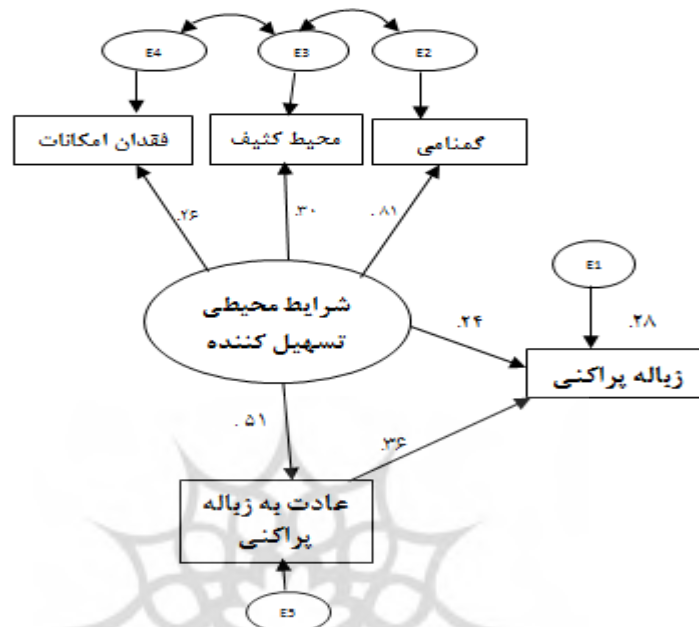 E4
E3
E2
فقدان امکانات
محیط کثیف
گمنامی
.۲۶
.۳۰
.۸۱
E1
شرایط محیطی
تسهیل کننده
.۲۴
.۲۸
زباله پراکنی
.۵۱
.۳۶
عادت به زباله
پراکنی
E5